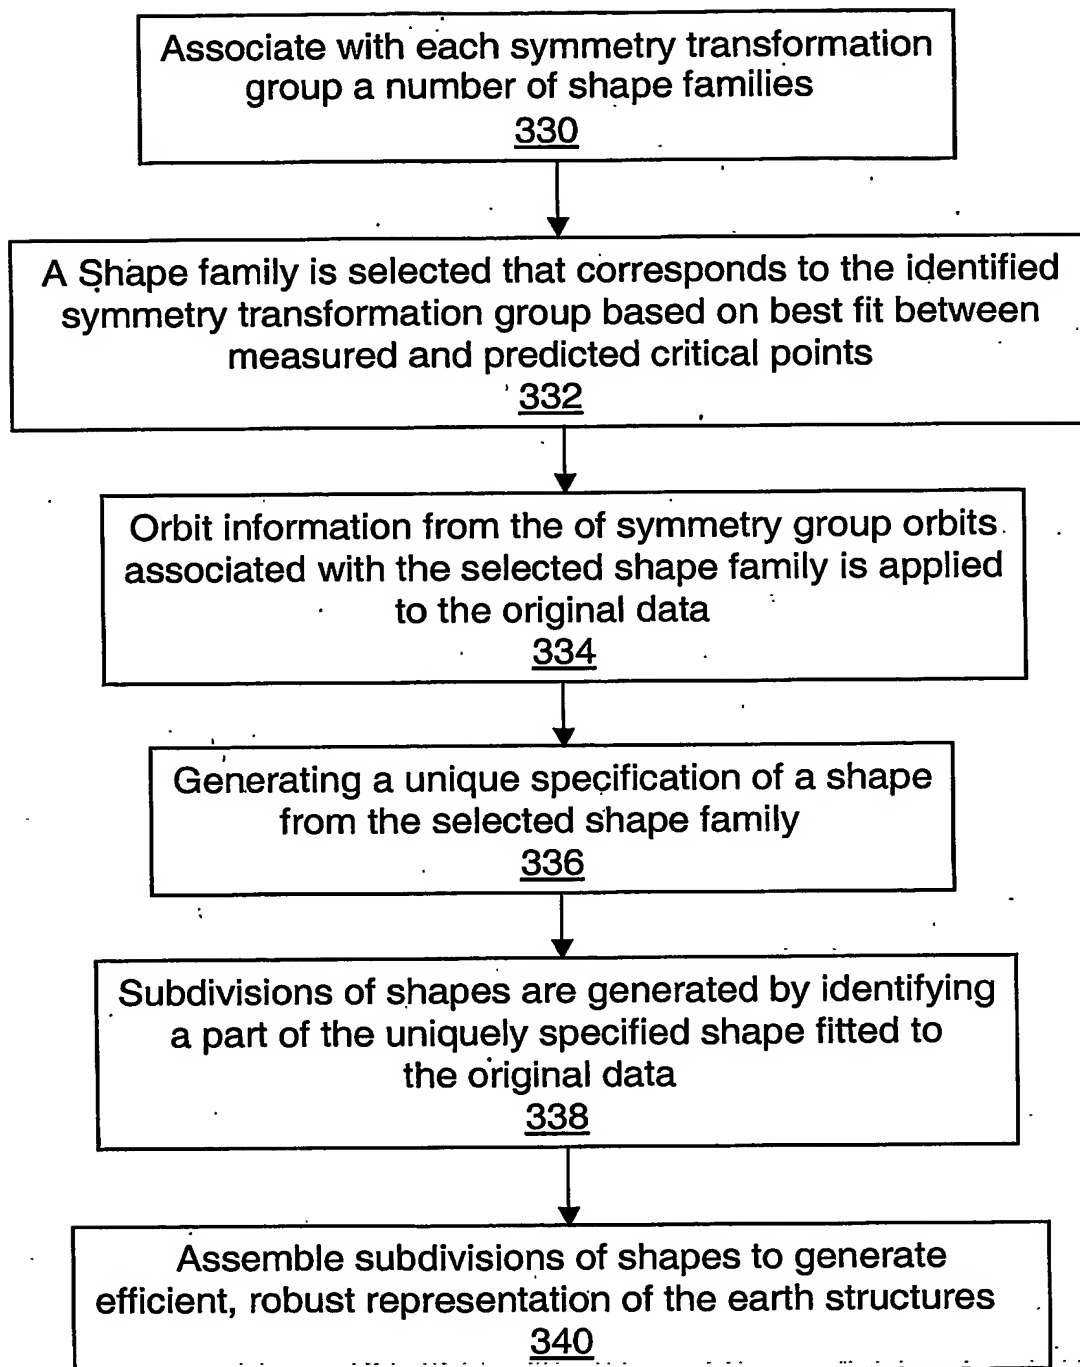 Associate with each symmetry transformation
group a number of shape families
330
A Shape family is selected that corresponds to the identified
symmetry transformation group based on best fit between
measured and predicted critical points
332
Orbit information from the of symmetry group orbits
associated with the selected shape family is applied
to the original data
334
Generating a unique specification of a shape
from the selected shape family
336
Subdivisions of shapes are generated by identifying
a part of the uniquely specified shape fitted to
the original data
338
Assemble subdivisions of shapes to generate
efficient, robust representation of the earth structures
340